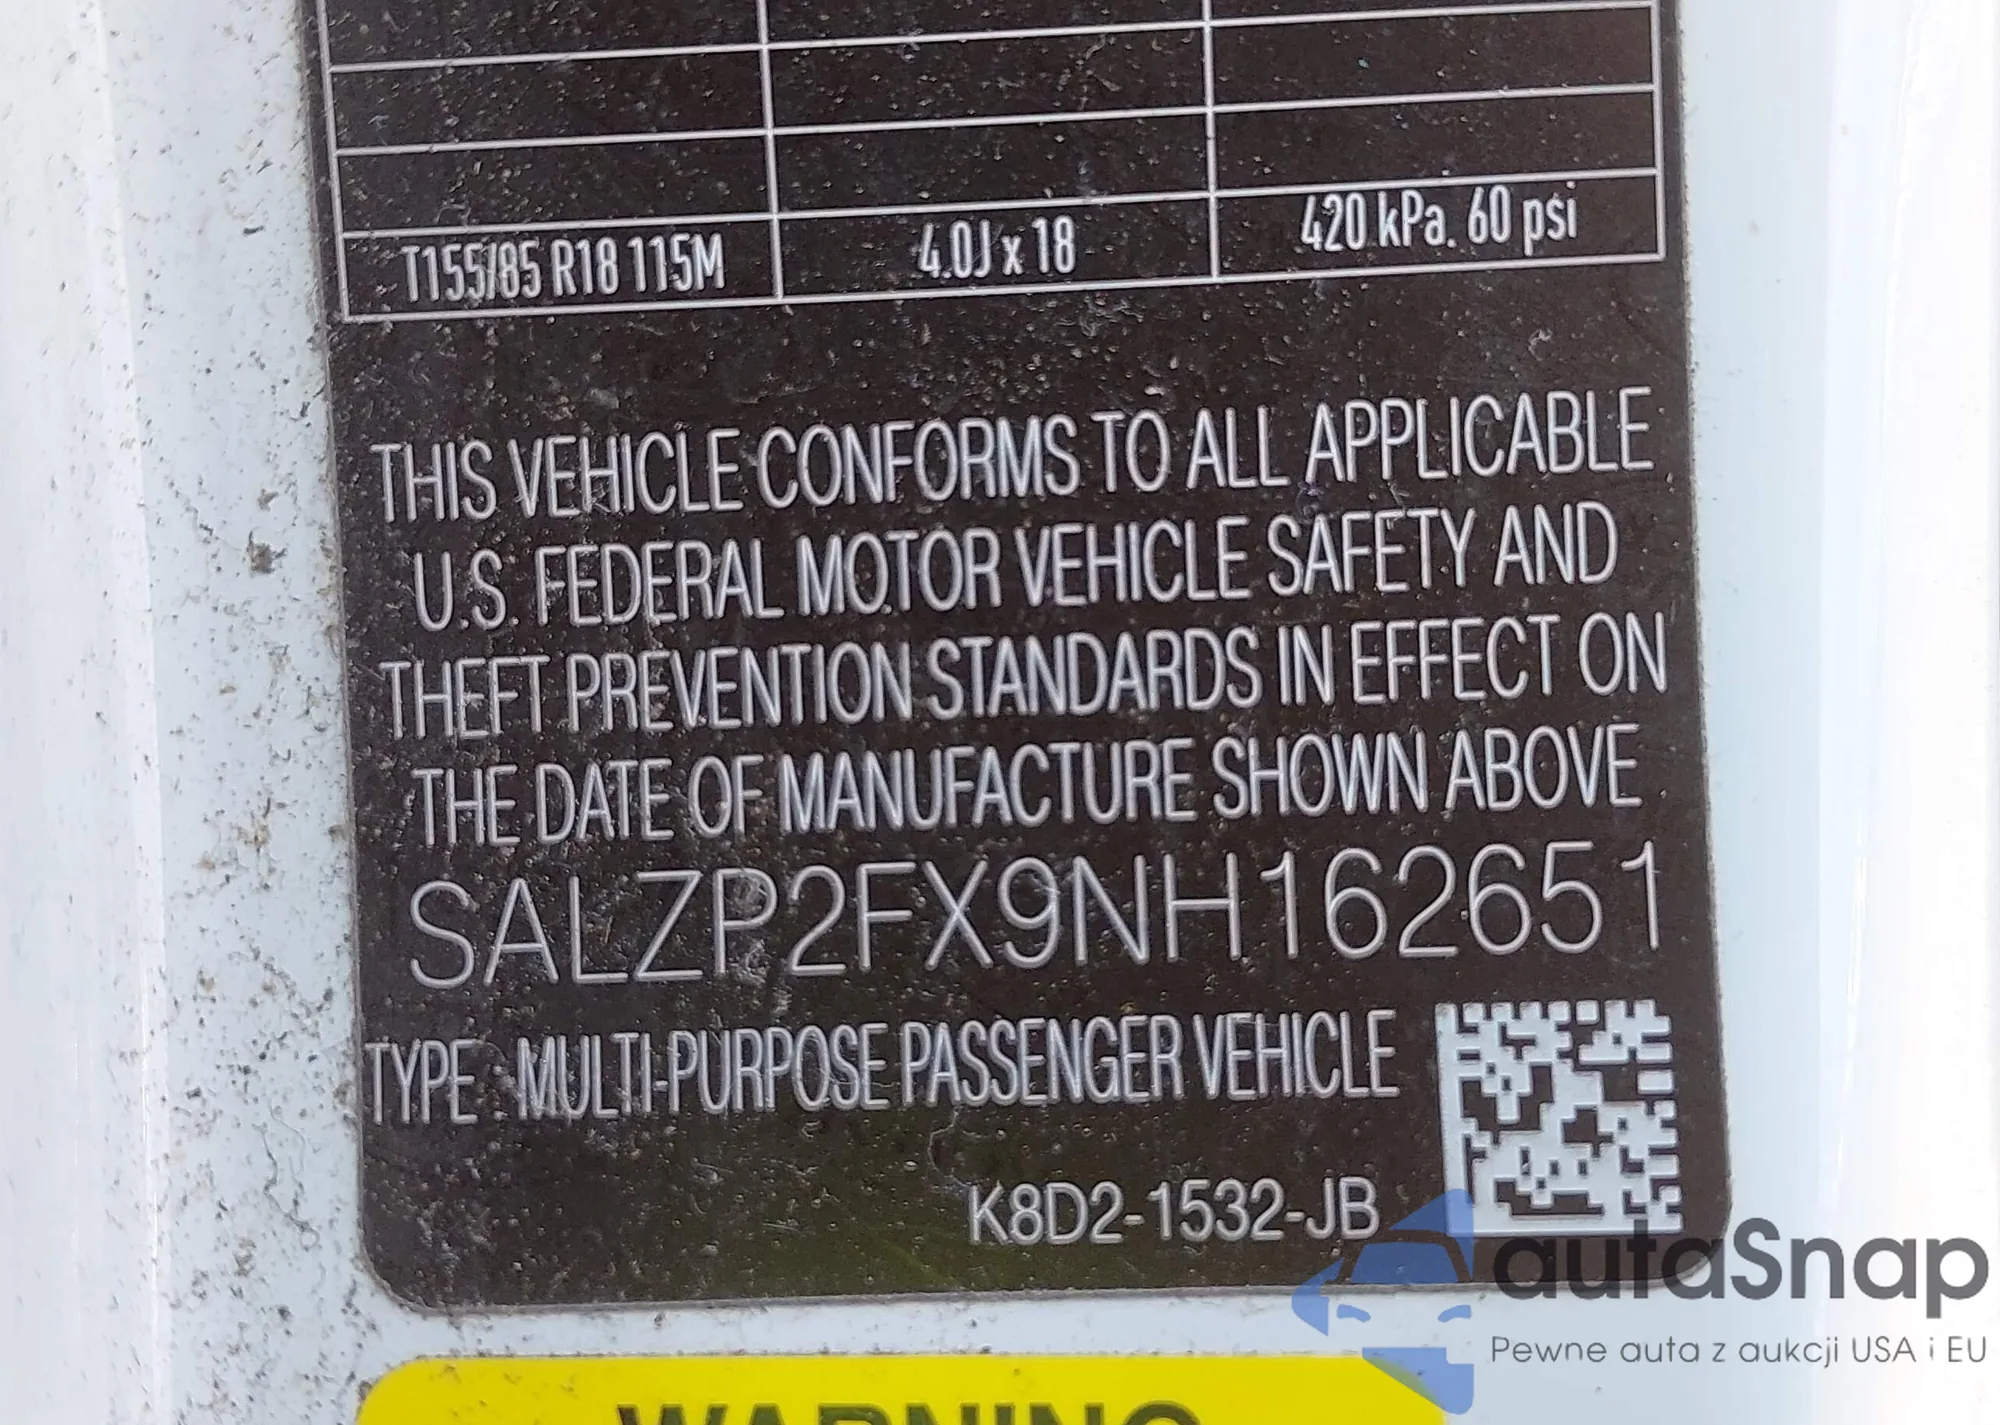 T155/85 R18 115M 4.0J x 18 420 kPa. 60 psi
THIS VEHICLE CONFORMS TO ALL APPLICABLE
U.S. FEDERAL MOTOR VEHICLE SAFETY AND
THEFT PREVENTION STANDARDS IN EFFECT ON
THE DATE OF MANUFACTURE SHOWN ABOVE
SALZP2FX9NH162651
TYPE : MULTI-PURPOSE PASSENGER VEHICLE
K8D2-1532-JB
autaSnap
Pewne auta z aukcji USA i EU
WARNING